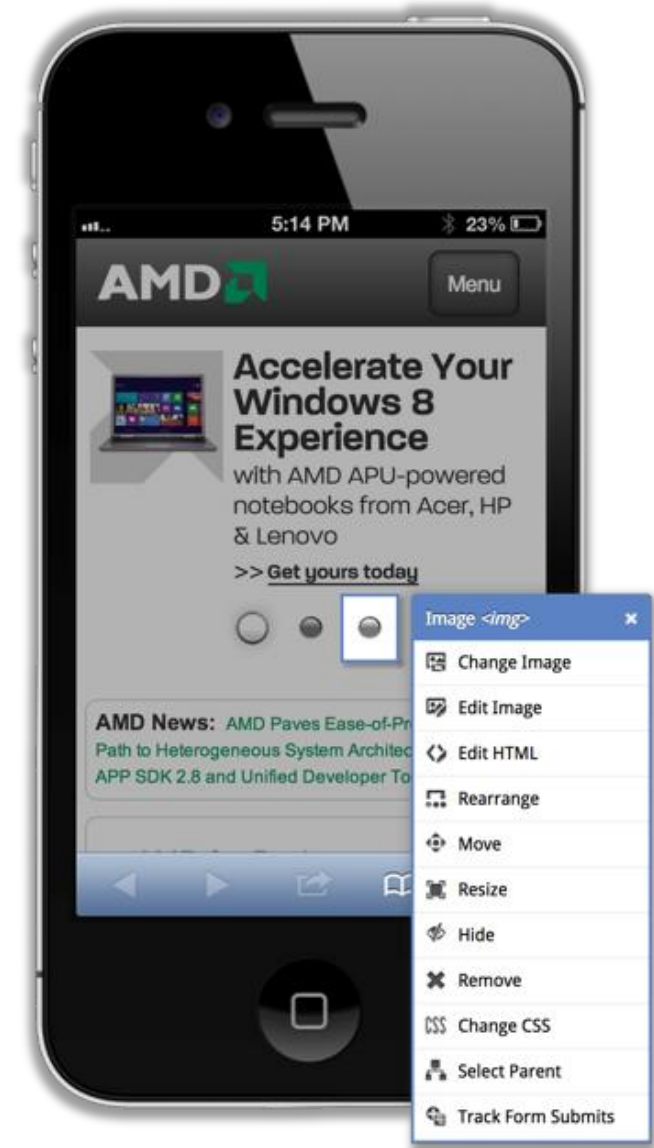 5:14 PM
23%
AMD
Menu
Accelerate Your
Windows 8
Experience
with AMD APU-powered
notebooks from Acer, HP
& Lenovo
>> Get yours today
AMD News: AMD Paves Ease-of-Pr
Path to Heterogeneous System Architec
APP SDK 2.8 and Unified Developer To
Image <img> ×
Change Image
Edit Image
Edit HTML
Rearrange
Move
Resize
Hide
Remove
CSS Change CSS
Select Parent
Track Form Submits